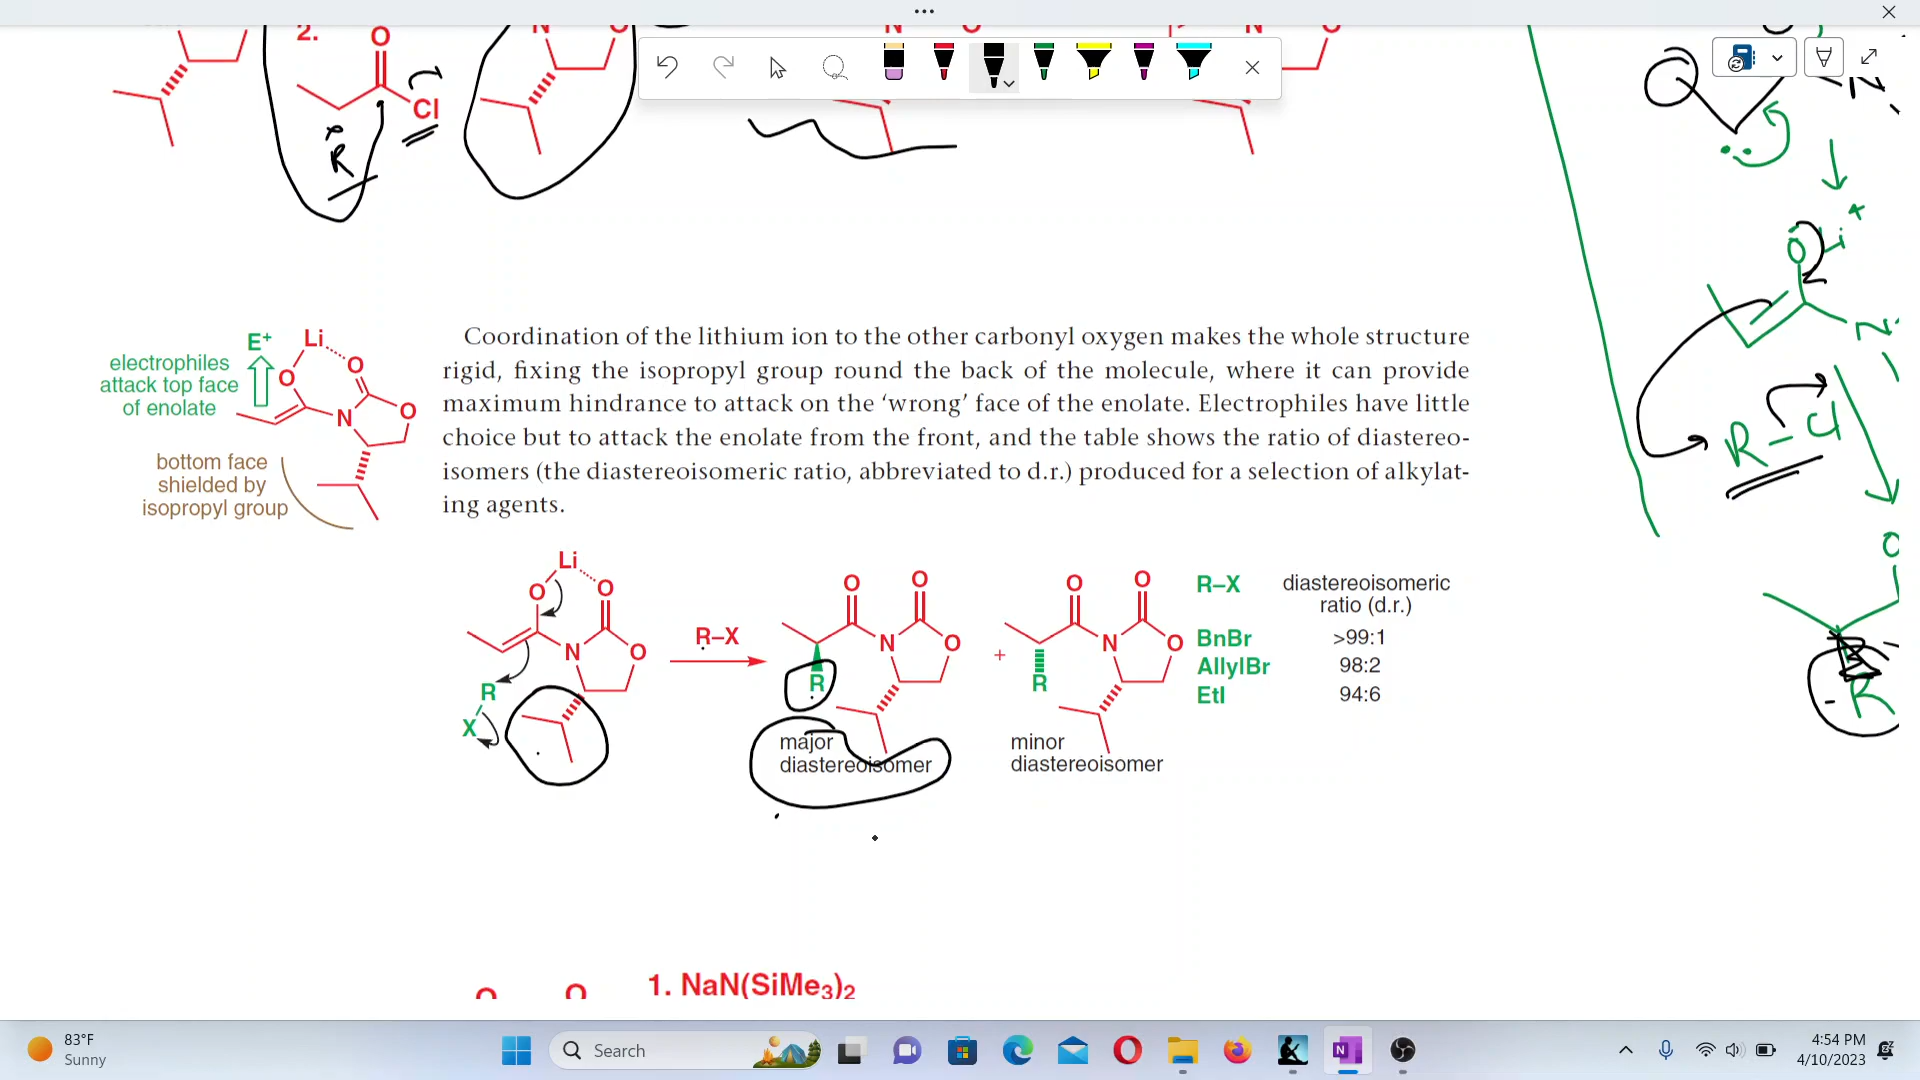 2.
O
Cl
R
N
O
N
O
N
O
Q
N
Li
O
N
R – Cl
O
R
E+
Li
O
O
N
O
electrophiles
attack top face
of enolate
bottom face
shielded by
isopropyl group
Coordination of the lithium ion to the other carbonyl oxygen makes the whole structure
rigid, fixing the isopropyl group round the back of the molecule, where it can provide
maximum hindrance to attack on the ‘wrong’ face of the enolate. Electrophiles have little
choice but to attack the enolate from the front, and the table shows the ratio of diastereo-
isomers (the diastereoisomeric ratio, abbreviated to d.r.) produced for a selection of alkylat-
ing agents.
Li
O
O
N
O
R
X
R–X
O
O
N
O
R
major
diastereoisomer
+
O
O
N
O
R
minor
diastereoisomer
R–X diastereoisomeric
ratio (d.r.)
BnBr >99:1
AllylBr 98:2
EtI 94:6
O
O
1. NaN(SiMe3)2
83°F
Sunny
Search
4:54 PM
4/10/2023